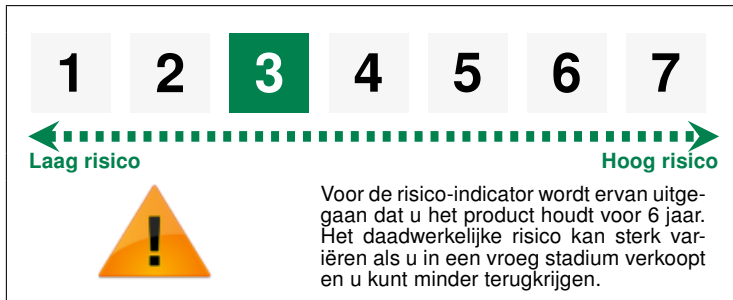 1 2 3 4 5 6 7
Laag risico Hoog risico
!
Voor de risico-indicator wordt ervan uitge-
gaan dat u het product houdt voor 6 jaar.
Het daadwerkelijke risico kan sterk var-
iëren als u in een vroeg stadium verkoopt
en u kunt minder terugkrijgen.